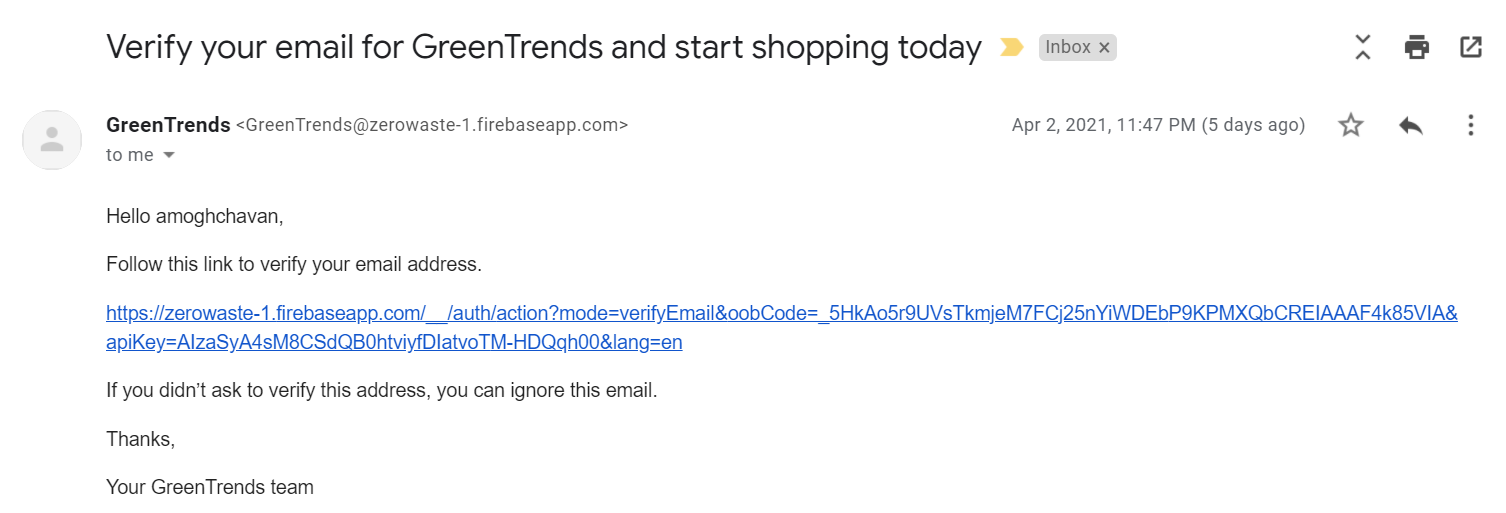 Verify your email for GreenTrends and start shopping today Inbox ×
GreenTrends <GreenTrends@zerowaste-1.firebaseapp.com> Apr 2, 2021, 11:47 PM (5 days ago)
to me
Hello amoghchavan,
Follow this link to verify your email address.
https://zerowaste-1.firebaseapp.com/__/auth/action?mode=verifyEmail&oobCode=_5HkAo5r9UVsTkmjeM7FCj25nYiWDEbP9KPMXQbCREIAAAF4k85VIA&
apiKey=AIzaSyA4sM8CSdQB0htviyfDIatvoTM-HDQqh00&lang=en
If you didn’t ask to verify this address, you can ignore this email.
Thanks,
Your GreenTrends team